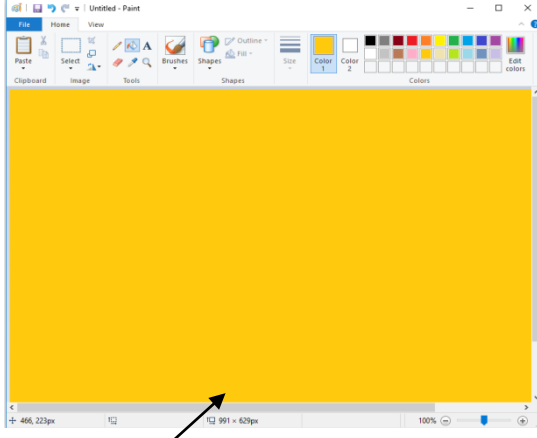 Untitled - Paint
File Home View
Paste Select Brushes Shapes Outline Fill Size Color 1 Color 2 Edit colors
Clipboard Image Tools Shapes Colors
466, 223px 991 × 629px 100%